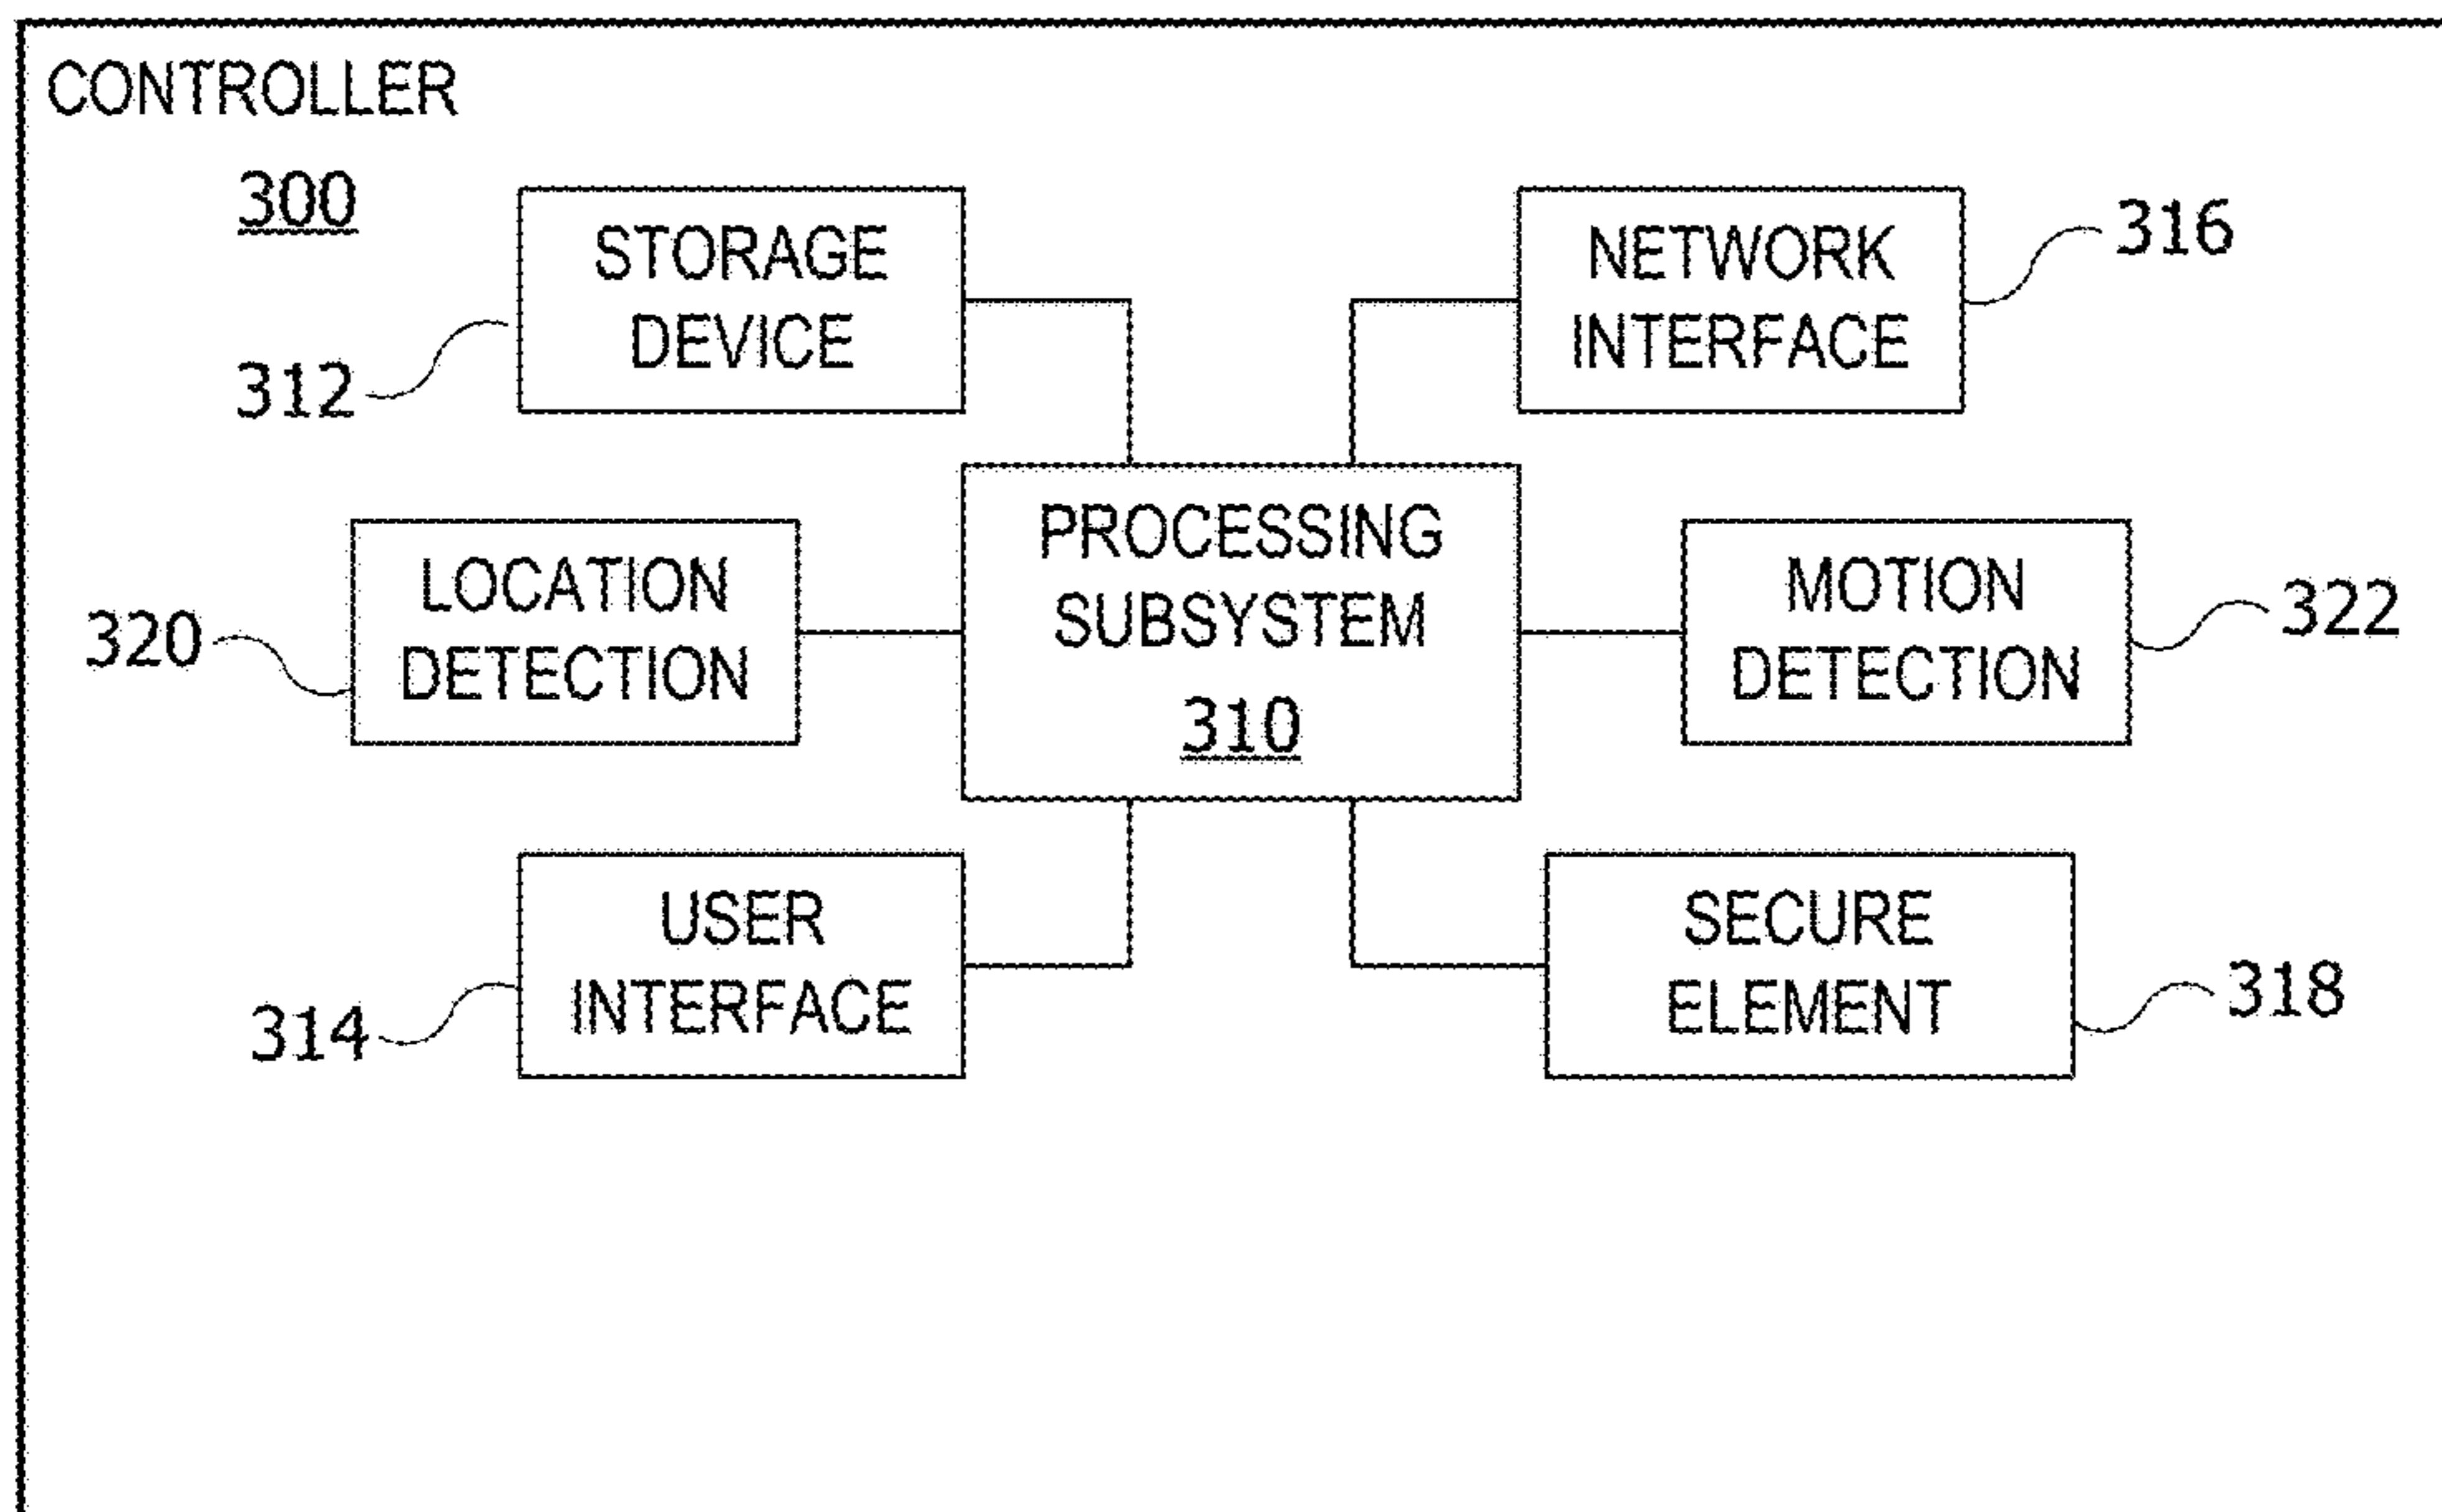 CONTROLLER
300
STORAGE
DEVICE
312
NETWORK
INTERFACE
316
LOCATION
DETECTION
320
PROCESSING
SUBSYSTEM
310
MOTION
DETECTION
322
USER
INTERFACE
314
SECURE
ELEMENT
318